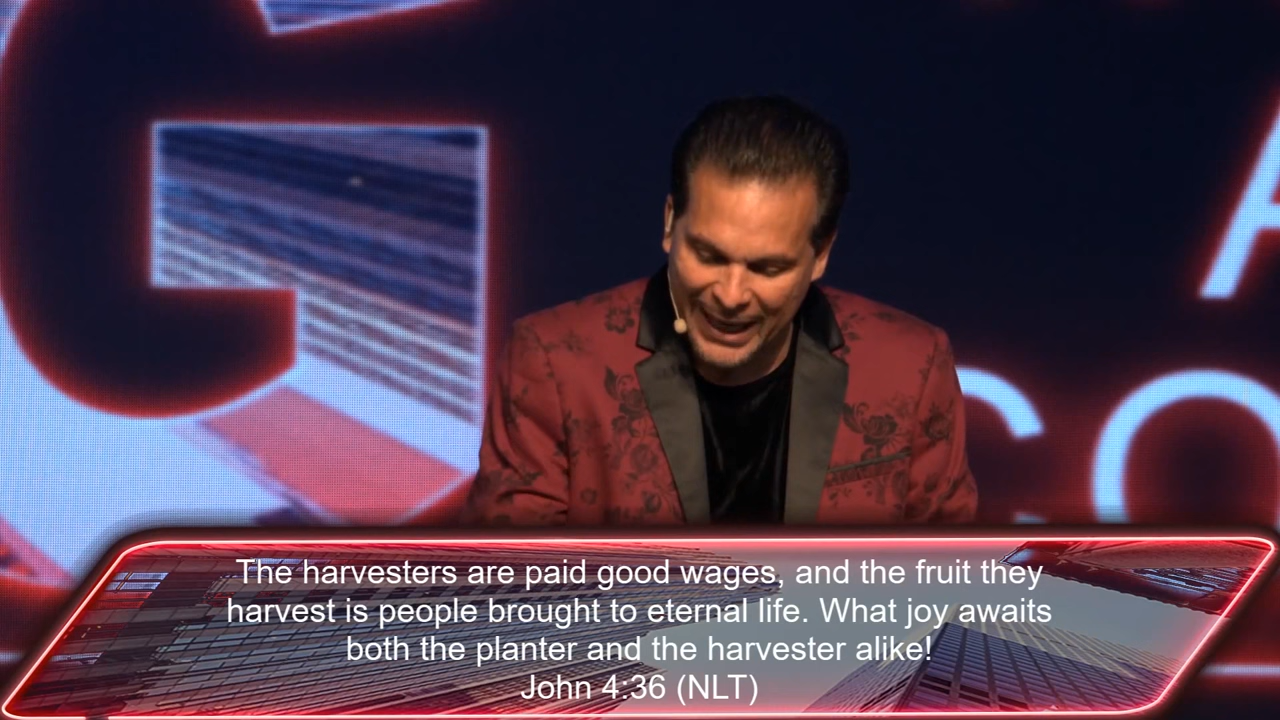 G
A
CO
The harvesters are paid good wages, and the fruit they
harvest is people brought to eternal life. What joy awaits
both the planter and the harvester alike!
John 4:36 (NLT)